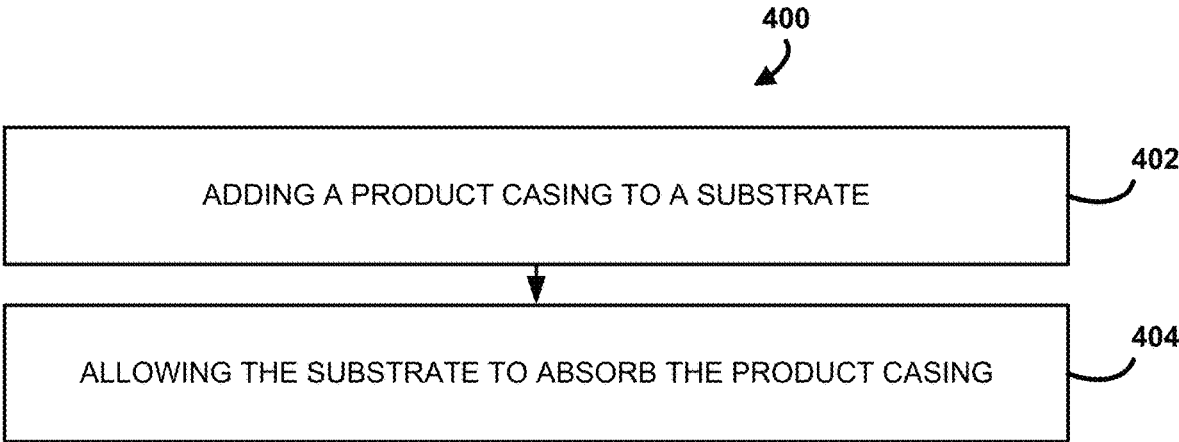 400
ADDING A PRODUCT CASING TO A SUBSTRATE
402
ALLOWING THE SUBSTRATE TO ABSORB THE PRODUCT CASING
404